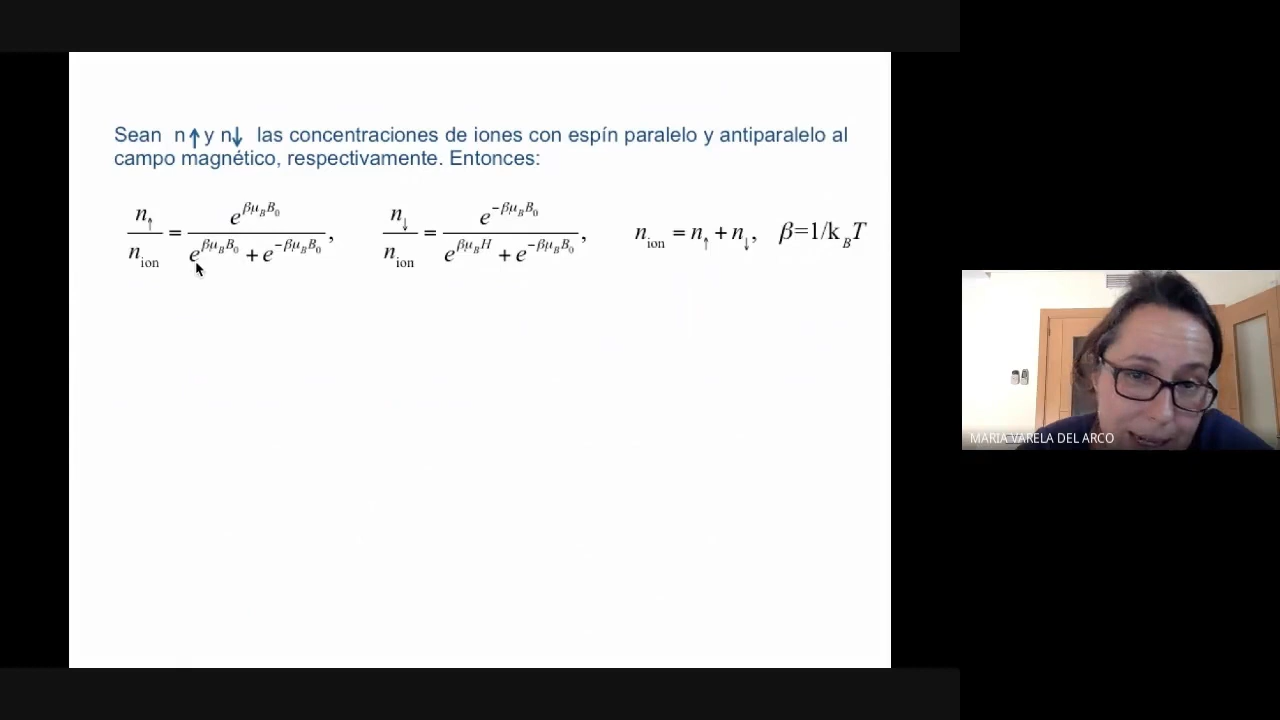 Sean n↑ y n↓ las concentraciones de iones con espín paralelo y antiparalelo al
campo magnético, respectivamente. Entonces:
n↑/n_ion = e^{βμ_B B_0}/(e^{βμ_B B_0} + e^{−βμ_B B_0}), n↓/n_ion = e^{−βμ_B B_0}/(e^{βμ_B H} + e^{−βμ_B B_0}), n_ion = n↑ + n↓, β=1/k_B T
MARIA VARELA DEL ARCO